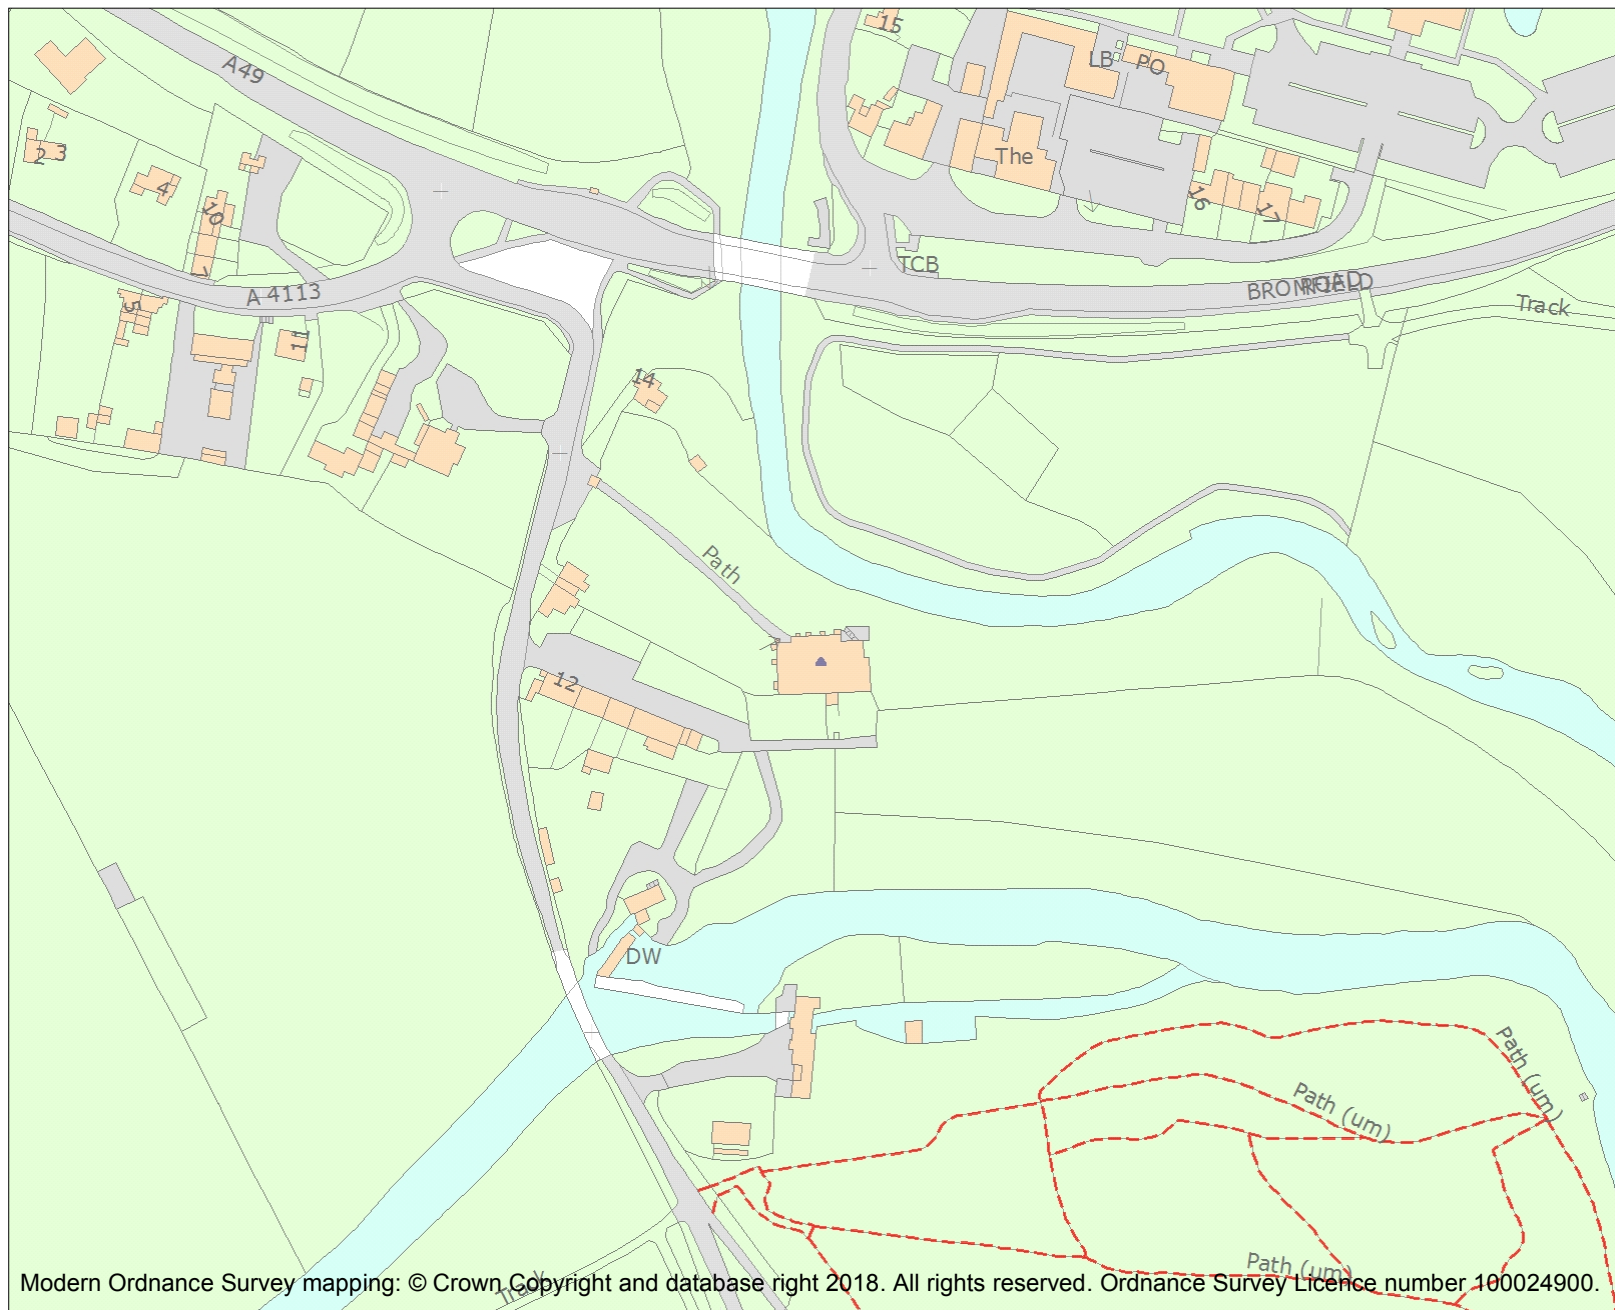 15
LB
PO
A49
2
3
4
10
7
The
16
17
TCB
BROMFIELD
ROAD
A 4113
5
11
Track
14
Path
12
DW
Path (um)
Path (um)
Path (um)
Track
Modern Ordnance Survey mapping: © Crown Copyright and database right 2018. All rights reserved. Ordnance Survey Licence number 100024900.